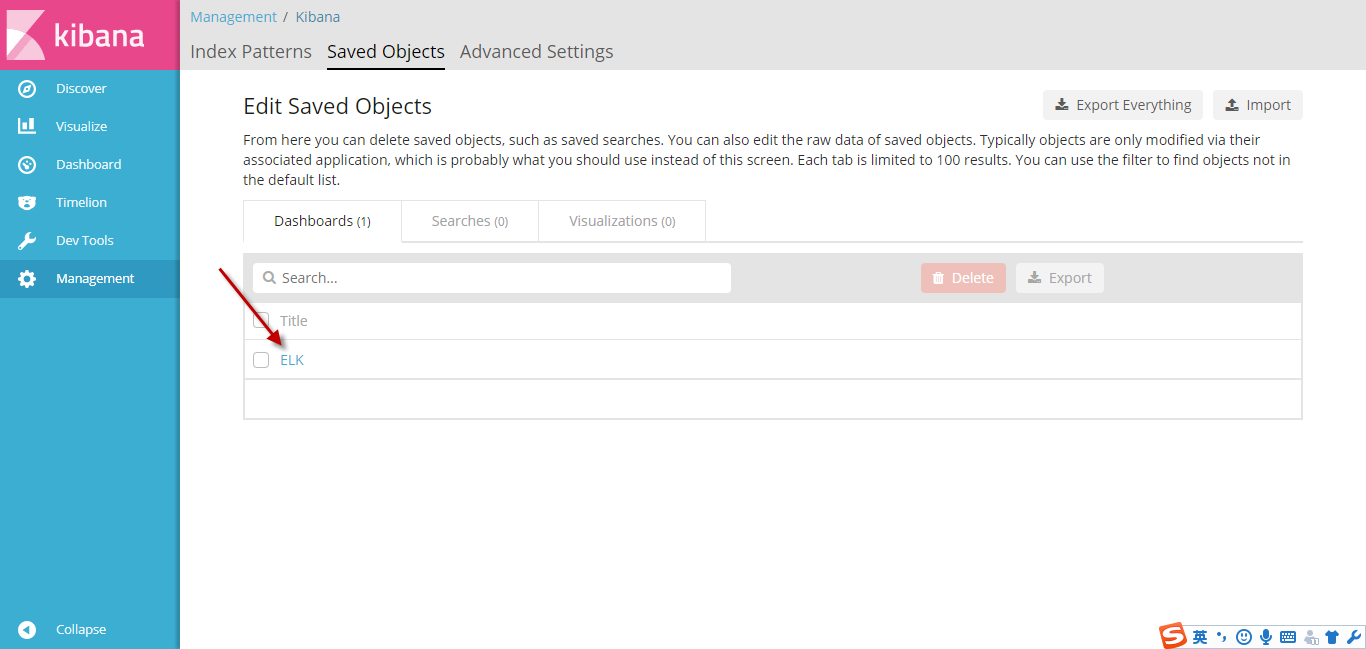 kibana
Management / Kibana
Index Patterns Saved Objects Advanced Settings
Discover
Visualize
Dashboard
Timelion
Dev Tools
Management
Collapse
Edit Saved Objects
Export Everything
Import
From here you can delete saved objects, such as saved searches. You can also edit the raw data of saved objects. Typically objects are only modified via their
associated application, which is probably what you should use instead of this screen. Each tab is limited to 100 results. You can use the filter to find objects not in
the default list.
Dashboards (1) Searches (0) Visualizations (0)
Search...
Delete
Export
Title
ELK
S 英